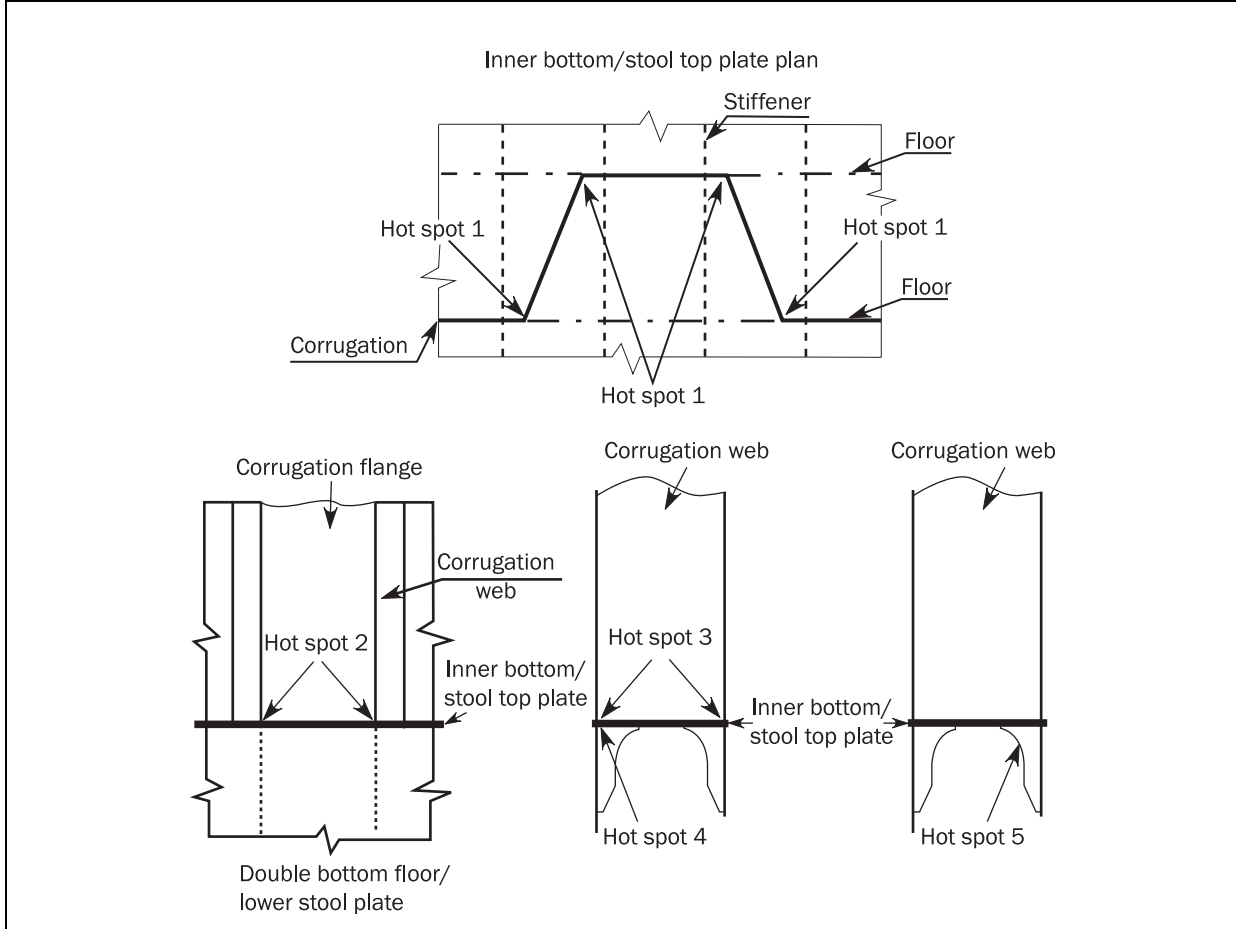 Inner bottom/stool top plate plan
Stiffener
Floor
Hot spot 1
Hot spot 1
Floor
Corrugation
Hot spot 1
Corrugation flange
Corrugation web
Corrugation web
Corrugation
web
Hot spot 2
Hot spot 3
Inner bottom/
stool top plate
Inner bottom/
stool top plate
Hot spot 4
Hot spot 5
Double bottom floor/
lower stool plate